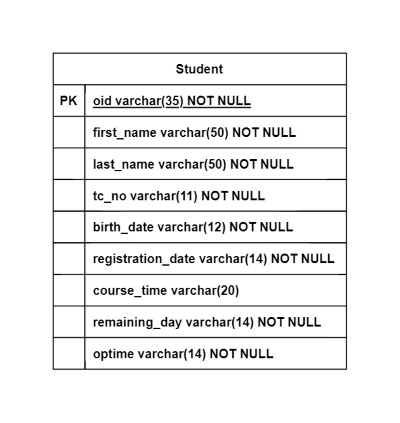 Student
PK oid varchar(35) NOT NULL
first_name varchar(50) NOT NULL
last_name varchar(50) NOT NULL
tc_no varchar(11) NOT NULL
birth_date varchar(12) NOT NULL
registration_date varchar(14) NOT NULL
course_time varchar(20)
remaining_day varchar(14) NOT NULL
optime varchar(14) NOT NULL